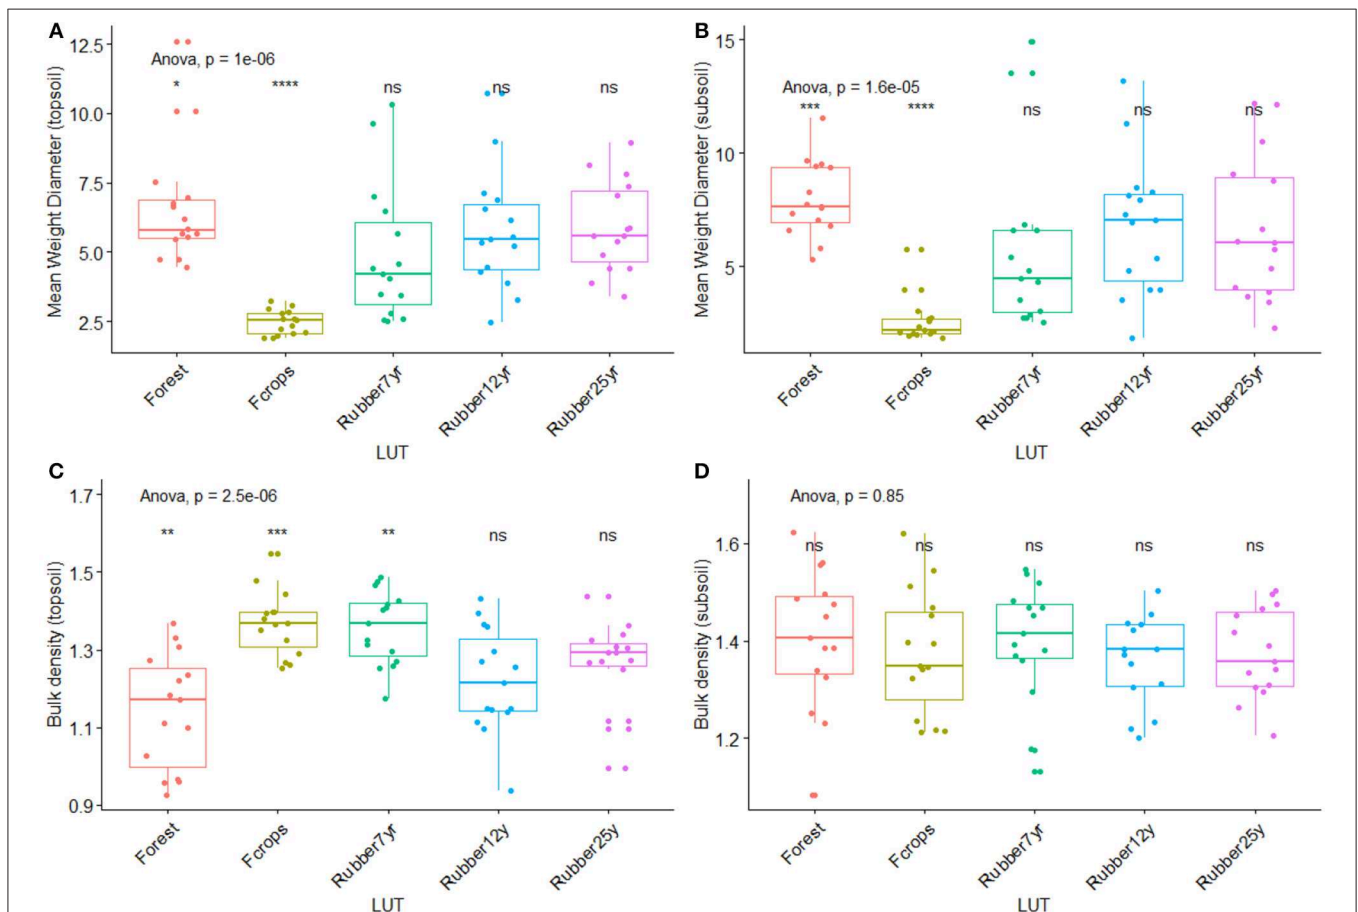 A
Mean Weight Diameter (topsoil)
12.5
10.0
7.5
5.0
2.5
Anova, p = 1e-06
* **** ns ns ns
Forest Fcrops Rubber7yr Rubber12yr Rubber25yr
LUT
B
Mean Weight Diameter (subsoil)
15
10
5
Anova, p = 1.6e-05
*** **** ns ns ns
Forest Fcrops Rubber7yr Rubber12yr Rubber25yr
LUT
C
Bulk density (topsoil)
1.7
1.5
1.3
1.1
0.9
Anova, p = 2.5e-06
** *** ** ns ns
Forest Fcrops Rubber7yr Rubber12y Rubber25y
LUT
D
Bulk density (subsoil)
1.6
1.4
1.2
Anova, p = 0.85
ns ns ns ns ns
Forest Fcrops Rubber7yr Rubber12y Rubber25y
LUT